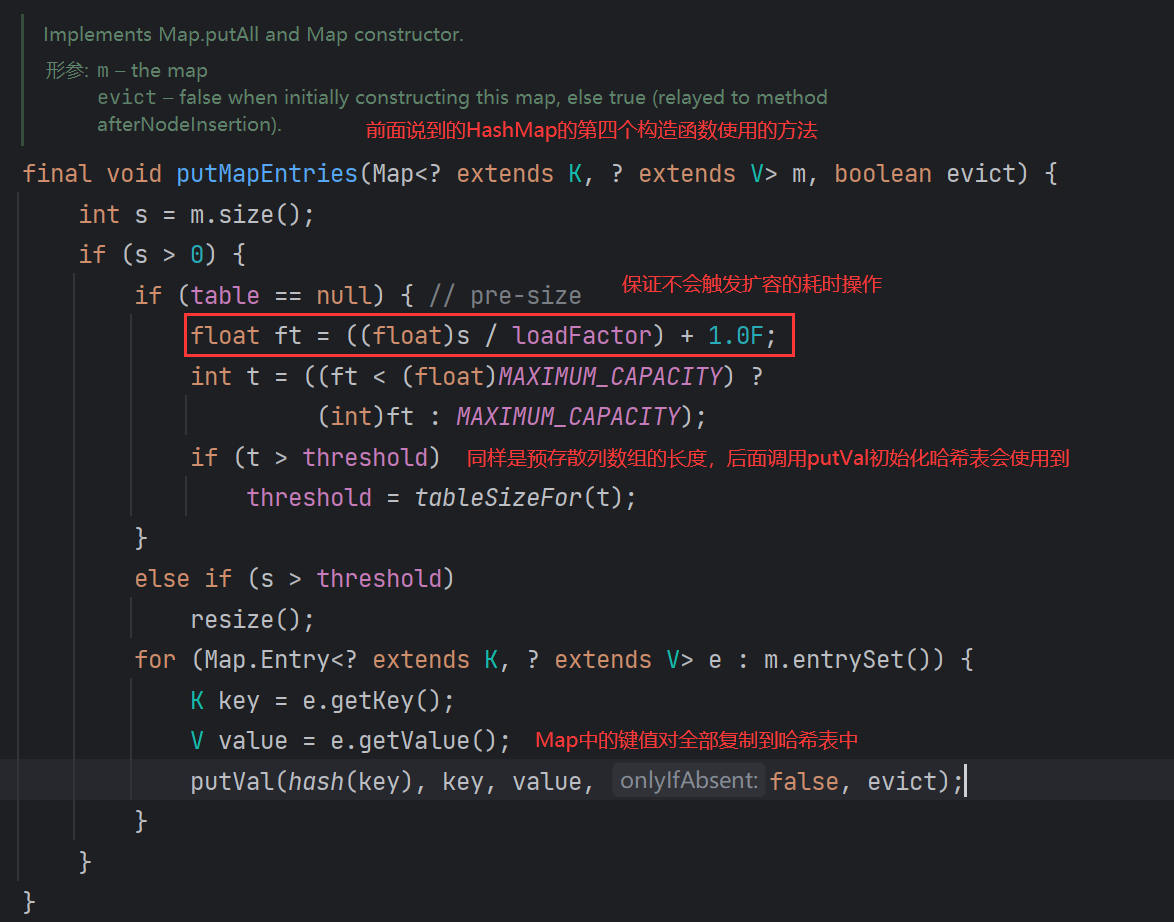 Implements Map.putAll and Map constructor.
形参: m – the map
evict – false when initially constructing this map, else true (relayed to method
afterNodeInsertion).
前面说到的HashMap的第四个构造函数使用的方法
final void putMapEntries(Map<? extends K, ? extends V> m, boolean evict) {
int s = m.size();
if (s > 0) {
if (table == null) { // pre-size
保证不会触发扩容的耗时操作
float ft = ((float)s / loadFactor) + 1.0F;
int t = ((ft < (float)MAXIMUM_CAPACITY) ?
(int)ft : MAXIMUM_CAPACITY);
if (t > threshold)
同样是预存散列数组的长度，后面调用putVal初始化哈希表会使用到
threshold = tableSizeFor(t);
}
else if (s > threshold)
resize();
for (Map.Entry<? extends K, ? extends V> e : m.entrySet()) {
K key = e.getKey();
V value = e.getValue();
Map中的键值对全部复制到哈希表中
putVal(hash(key), key, value, onlyIfAbsent: false, evict);
}
}
}